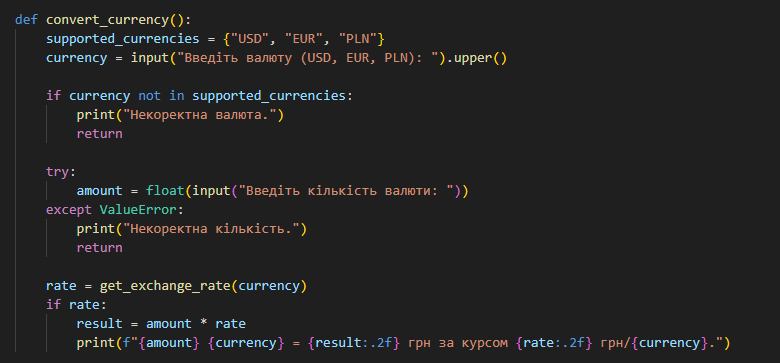 def convert_currency():
    supported_currencies = {"USD", "EUR", "PLN"}
    currency = input("Введіть валюту (USD, EUR, PLN): ").upper()
    if currency not in supported_currencies:
        print("Некоректна валюта.")
        return
    try:
        amount = float(input("Введіть кількість валюти: "))
    except ValueError:
        print("Некоректна кількість.")
        return
    rate = get_exchange_rate(currency)
    if rate:
        result = amount * rate
        print(f"{amount} {currency} = {result:.2f} грн за курсом {rate:.2f} грн/{currency}.")